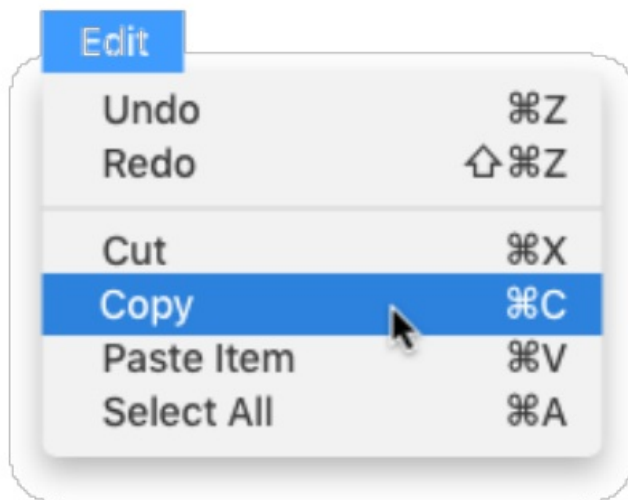 Edit
Undo ⌘Z
Redo ⇧⌘Z
Cut ⌘X
Copy ⌘C
Paste Item ⌘V
Select All ⌘A